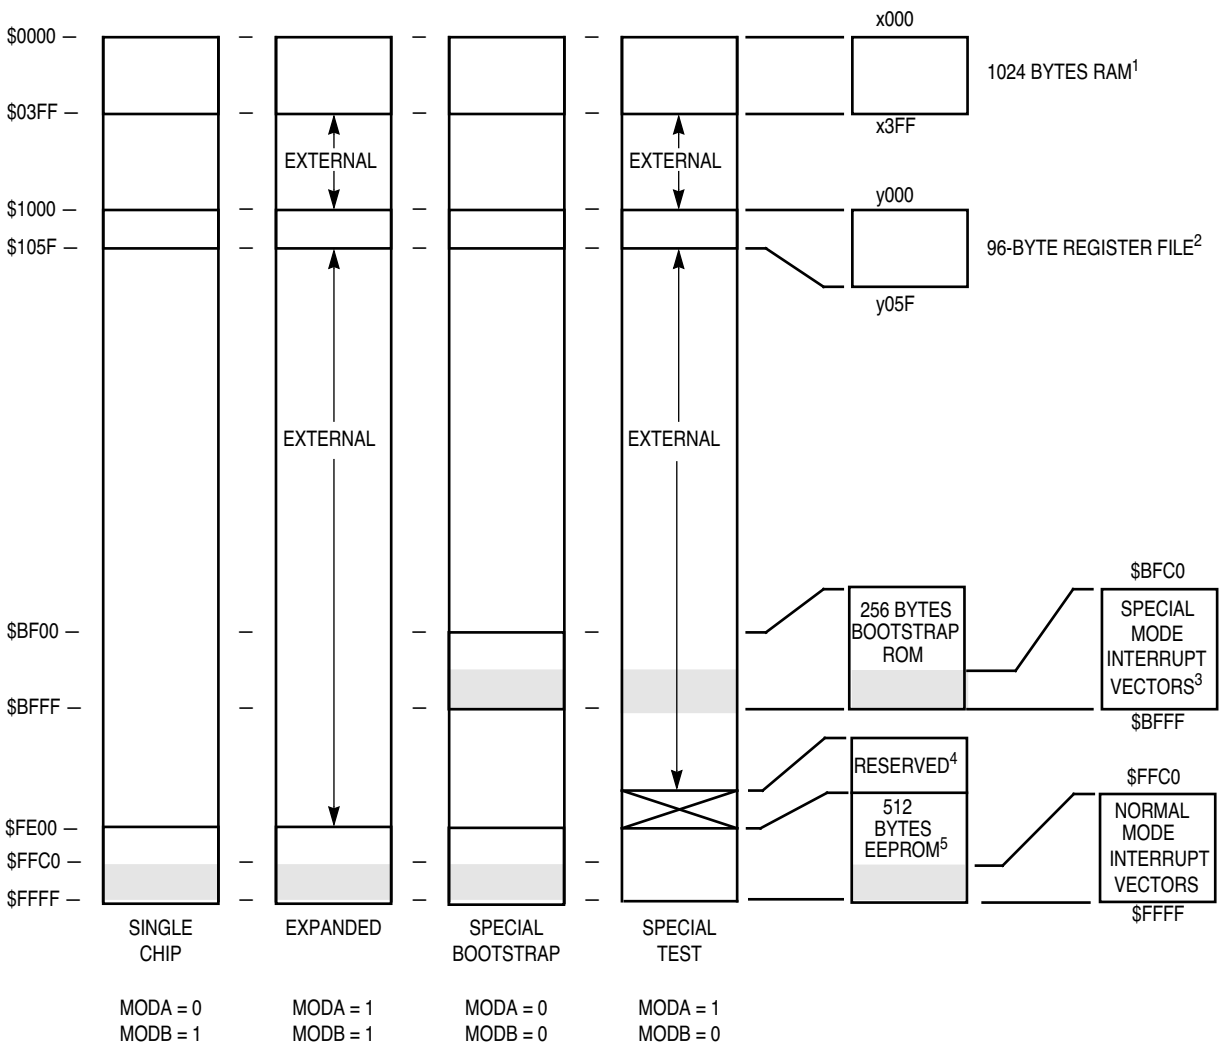 x000
$0000
1024 BYTES RAM1
$03FF
x3FF
EXTERNAL
EXTERNAL
y000
$1000
$105F
96-BYTE REGISTER FILE2
y05F
EXTERNAL
EXTERNAL
$BFC0
256 BYTES
BOOTSTRAP
ROM
SPECIAL
MODE
INTERRUPT
VECTORS3
$BF00
$BFFF
$BFFF
RESERVED4
$FFC0
512
BYTES
EEPROM5
NORMAL
MODE
INTERRUPT
VECTORS
$FE00
$FFC0
$FFFF
$FFFF
SINGLE
CHIP
EXPANDED
SPECIAL
BOOTSTRAP
SPECIAL
TEST
MODA = 0
MODB = 1
MODA = 1
MODB = 1
MODA = 0
MODB = 0
MODA = 1
MODB = 0